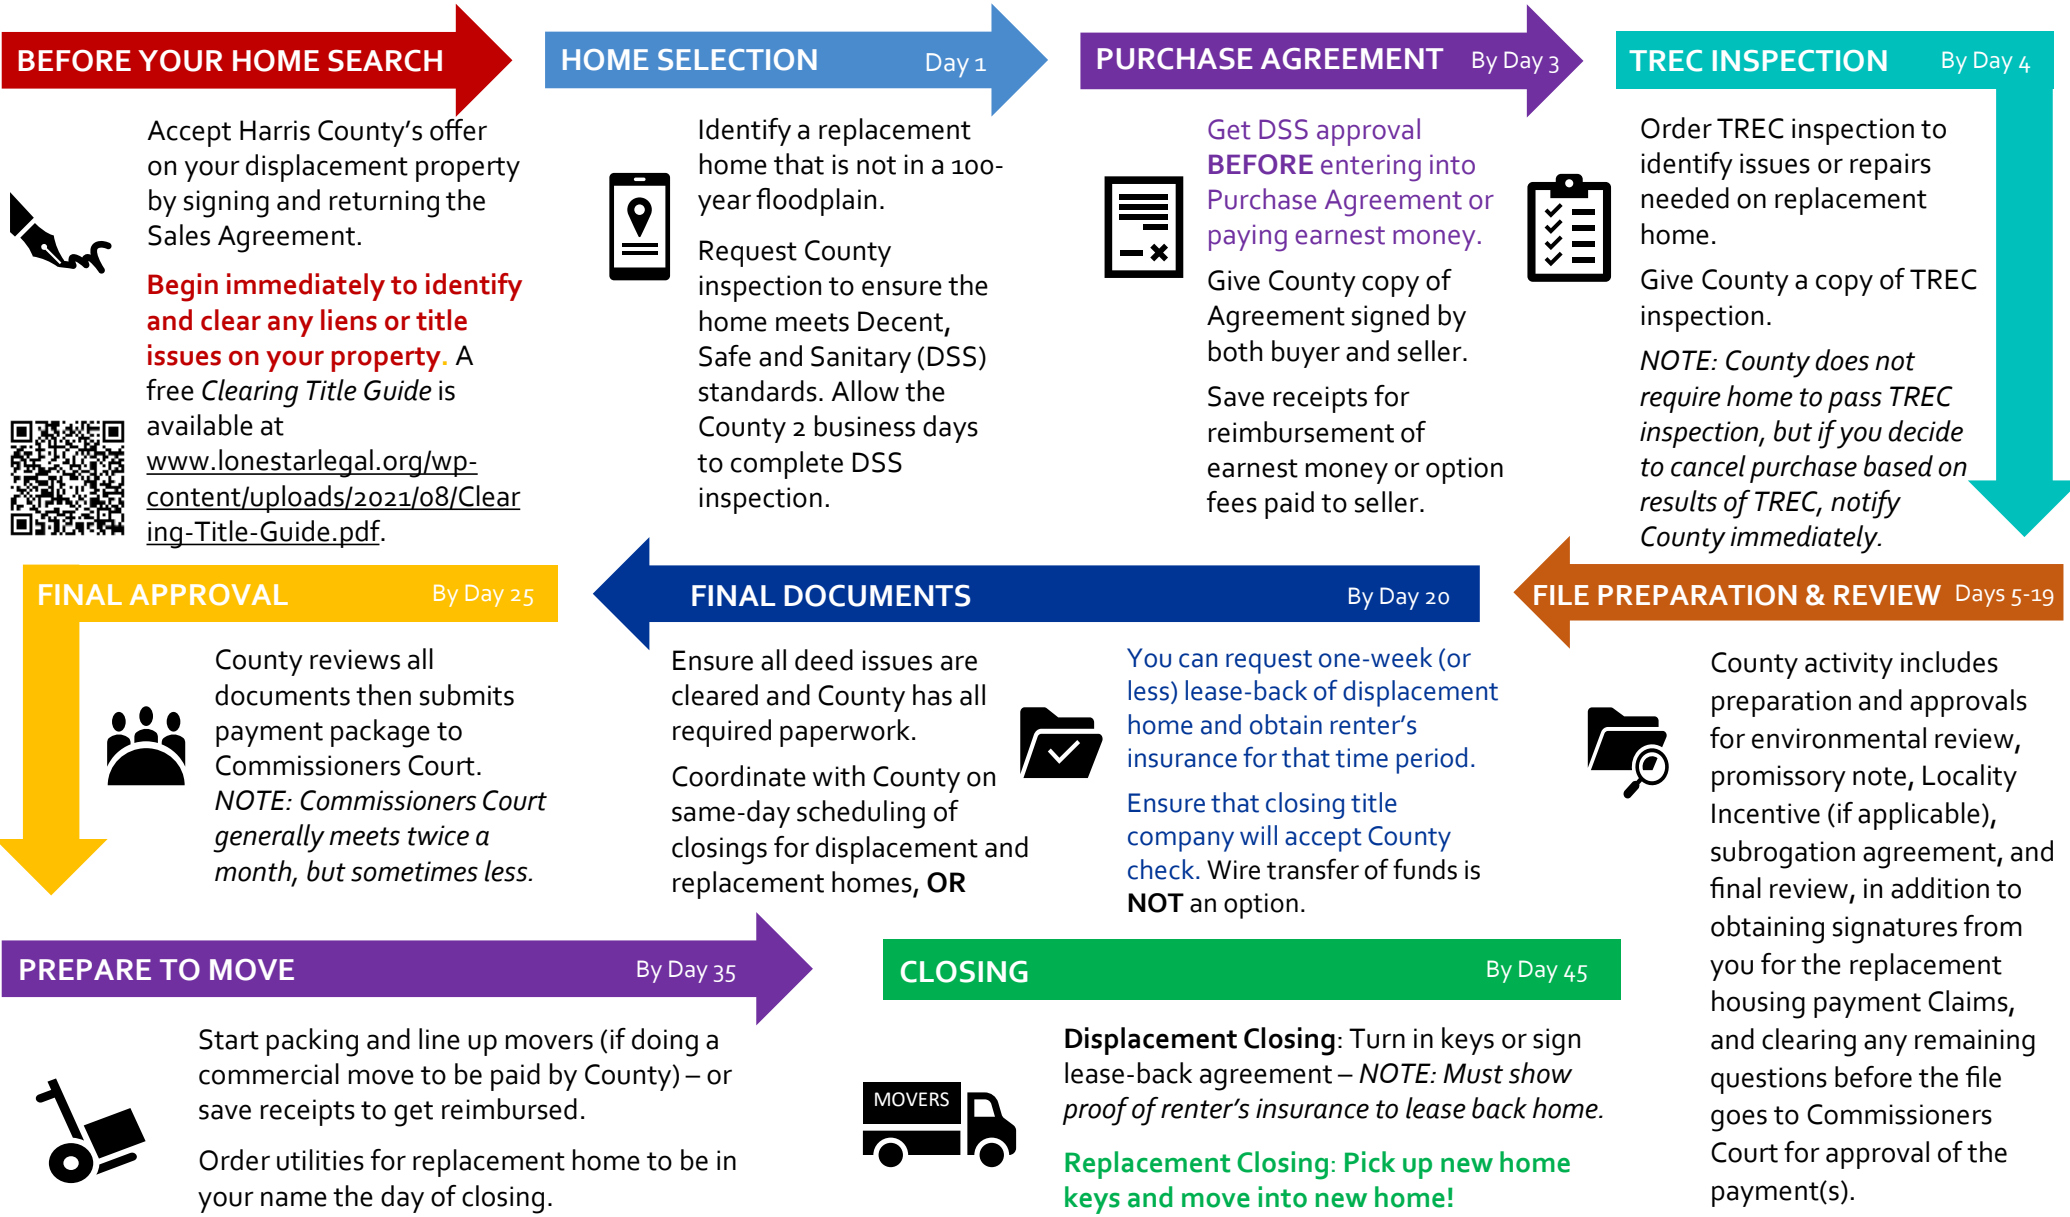 BEFORE YOUR HOME SEARCH
Accept Harris County's offer
on your displacement property
by signing and returning the
Sales Agreement.
Begin immediately to identify
and clear any liens or title
issues on your property. A
free Clearing Title Guide is
available at
www.lonestarlegal.org/wp-
content/uploads/2021/08/Clear
ing-Title-Guide.pdf.
HOME SELECTION Day 1
Identify a replacement
home that is not in a 100-
year floodplain.
Request County
inspection to ensure the
home meets Decent,
Safe and Sanitary (DSS)
standards. Allow the
County 2 business days
to complete DSS
inspection.
PURCHASE AGREEMENT By Day 3
Get DSS approval
BEFORE entering into
Purchase Agreement or
paying earnest money.
Give County copy of
Agreement signed by
both buyer and seller.
Save receipts for
reimbursement of
earnest money or option
fees paid to seller.
TREC INSPECTION By Day 4
Order TREC inspection to
identify issues or repairs
needed on replacement
home.
Give County a copy of TREC
inspection.
NOTE: County does not
require home to pass TREC
inspection, but if you decide
to cancel purchase based on
results of TREC, notify
County immediately.
FILE PREPARATION & REVIEW Days 5-19
County activity includes
preparation and approvals
for environmental review,
promissory note, Locality
Incentive (if applicable),
subrogation agreement, and
final review, in addition to
obtaining signatures from
you for the replacement
housing payment Claims,
and clearing any remaining
questions before the file
goes to Commissioners
Court for approval of the
payment(s).
FINAL DOCUMENTS By Day 20
Ensure all deed issues are
cleared and County has all
required paperwork.
Coordinate with County on
same-day scheduling of
closings for displacement and
replacement homes, OR
You can request one-week (or
less) lease-back of displacement
home and obtain renter's
insurance for that time period.
Ensure that closing title
company will accept County
check. Wire transfer of funds is
NOT an option.
FINAL APPROVAL By Day 25
County reviews all
documents then submits
payment package to
Commissioners Court.
NOTE: Commissioners Court
generally meets twice a
month, but sometimes less.
PREPARE TO MOVE By Day 35
Start packing and line up movers (if doing a
commercial move to be paid by County) – or
save receipts to get reimbursed.
Order utilities for replacement home to be in
your name the day of closing.
CLOSING By Day 45
MOVERS
Displacement Closing: Turn in keys or sign
lease-back agreement – NOTE: Must show
proof of renter's insurance to lease back home.
Replacement Closing: Pick up new home
keys and move into new home!